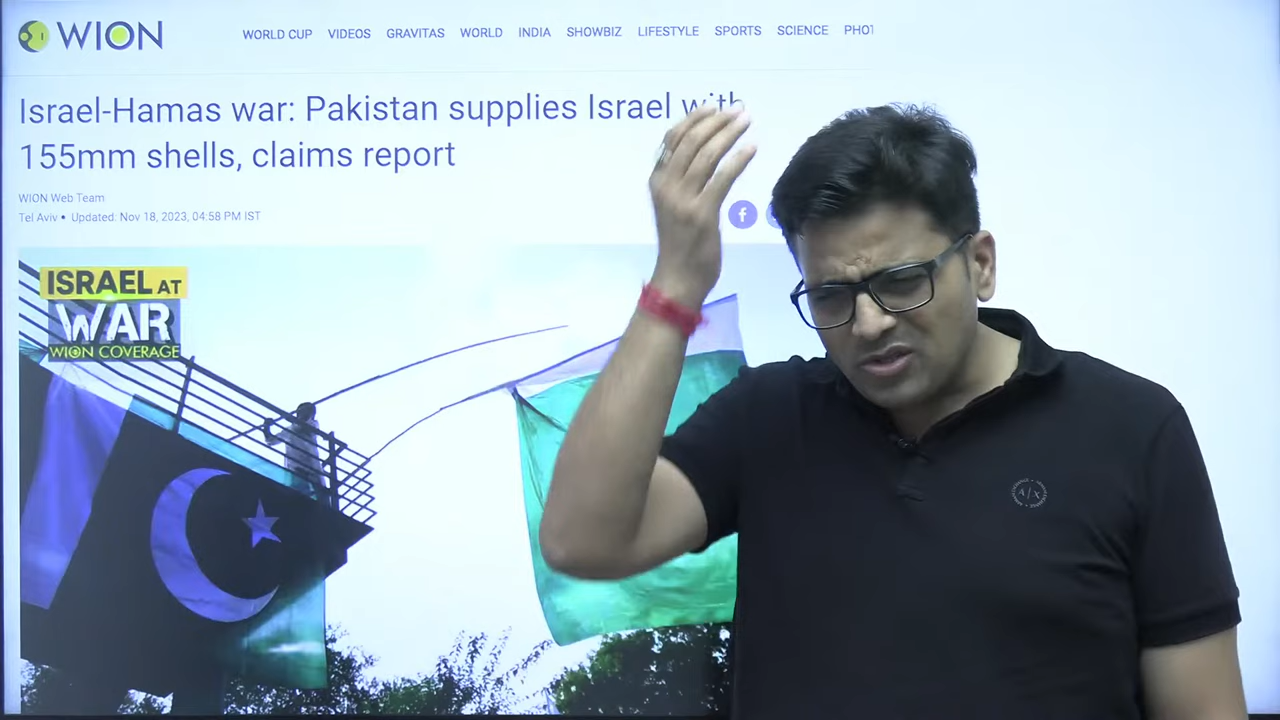 WION
WORLD CUP VIDEOS GRAVITAS WORLD INDIA SHOWBIZ LIFESTYLE SPORTS SCIENCE PHOT
Israel-Hamas war: Pakistan supplies Israel with
155mm shells, claims report
WION Web Team
Tel Aviv • Updated: Nov 18, 2023, 04:58 PM IST
f
ISRAEL AT
WAR
WION COVERAGE
A/X